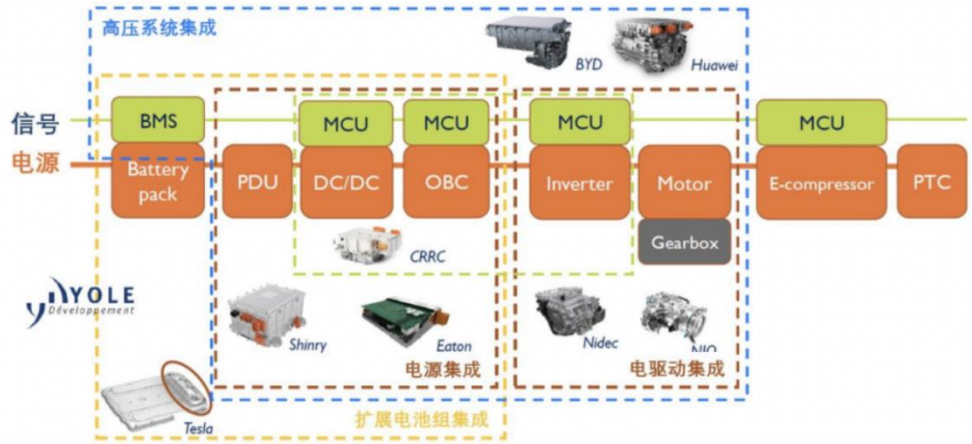 高压系统集成
BYD
Huawei
信号
BMS
MCU
MCU
MCU
MCU
电源
Battery
pack
PDU
DC/DC
OBC
Inverter
Motor
E-compressor
PTC
Gearbox
CRRC
YOLE
Développement
Shinry
Eaton
Nidec
NIO
电源集成
电驱动集成
扩展电池组集成
Tesla